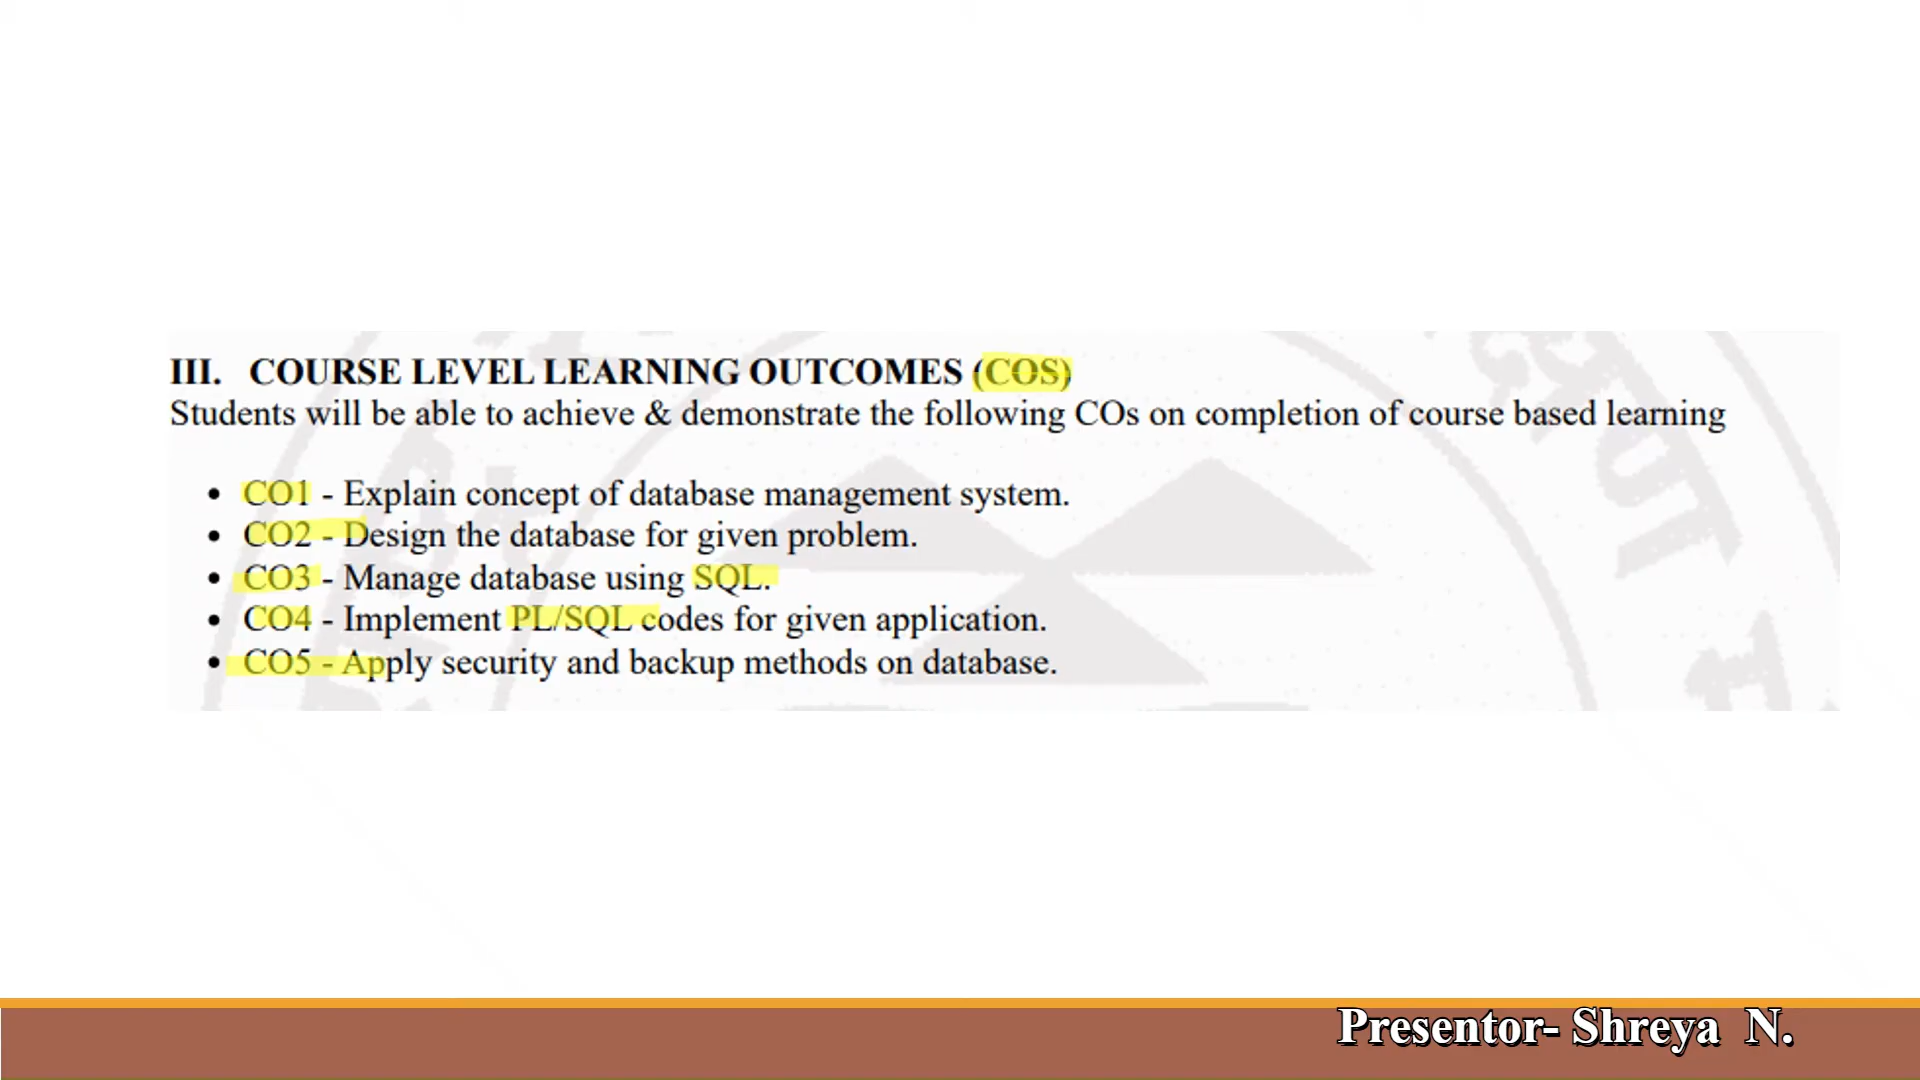 III. COURSE LEVEL LEARNING OUTCOMES (COS)
Students will be able to achieve & demonstrate the following COs on completion of course based learning
• CO1 - Explain concept of database management system.
• CO2 - Design the database for given problem.
• CO3 - Manage database using SQL.
• CO4 - Implement PL/SQL codes for given application.
• CO5 - Apply security and backup methods on database.
Presentor- Shreya N.